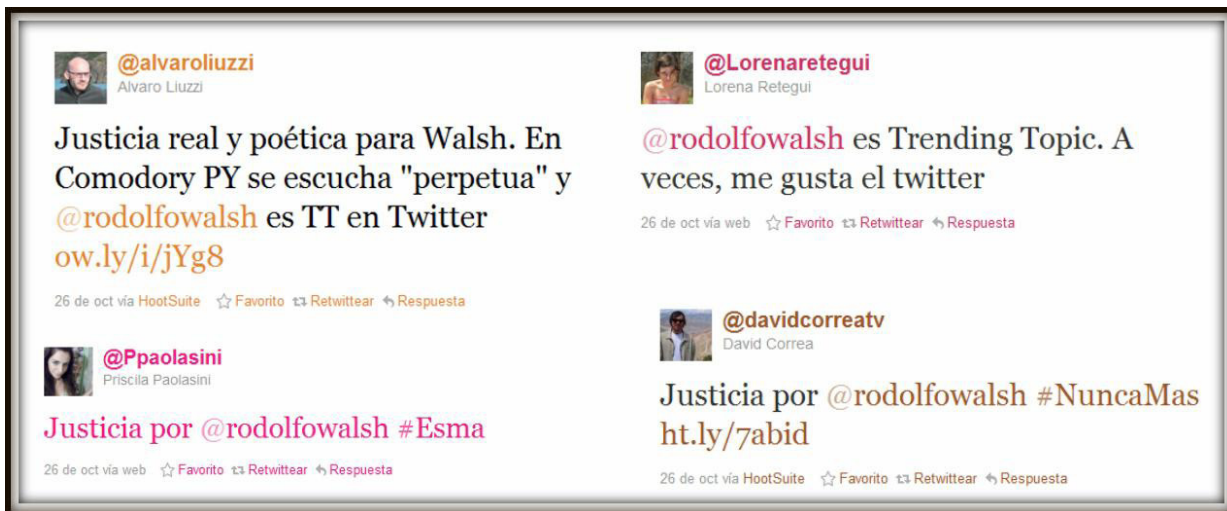 @alvaroliuzzi
Alvaro Liuzzi
Justicia real y poética para Walsh. En
Comodory PY se escucha "perpetua" y
@rodolfowalsh es TT en Twitter
ow.ly/i/jYg8
26 de oct vía HootSuite Favorito Retwittear Respuesta
@Ppaolasini
Priscila Paolasini
Justicia por @rodolfowalsh #Esma
26 de oct vía web Favorito Retwittear Respuesta
@Lorenaretegui
Lorena Retegui
@rodolfowalsh es Trending Topic. A
veces, me gusta el twitter
26 de oct vía web Favorito Retwittear Respuesta
@davidcorreatv
David Correa
Justicia por @rodolfowalsh #NuncaMas
ht.ly/7abid
26 de oct vía HootSuite Favorito Retwittear Respuesta